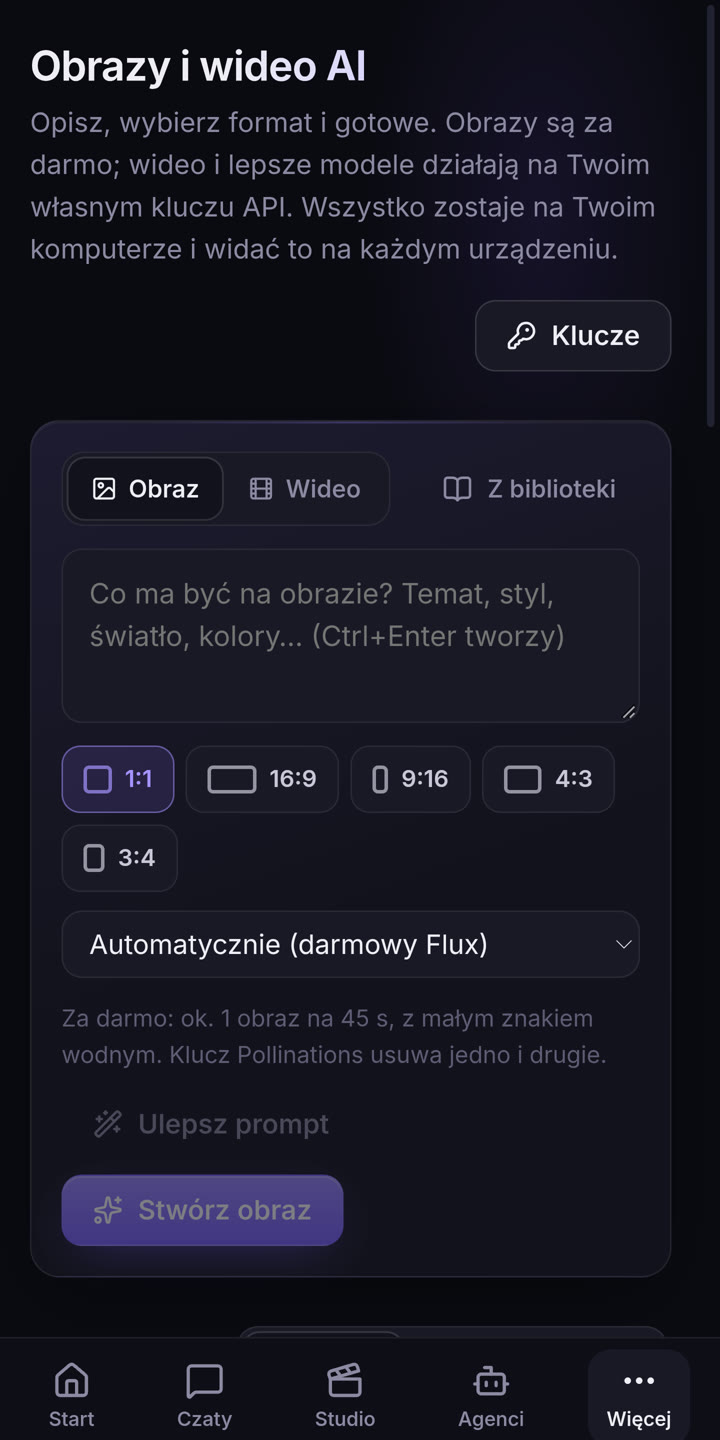 Obrazy i wideo AI
Opisz, wybierz format i gotowe. Obrazy są za
darmo; wideo i lepsze modele działają na Twoim
własnym kluczu API. Wszystko zostaje na Twoim
komputerze i widać to na każdym urządzeniu.
Klucze
Obraz Wideo Z biblioteki
Co ma być na obrazie? Temat, styl,
światło, kolory... (Ctrl+Enter tworzy)
1:1 16:9 9:16 4:3
3:4
Automatycznie (darmowy Flux)
Za darmo: ok. 1 obraz na 45 s, z małym znakiem
wodnym. Klucz Pollinations usuwa jedno i drugie.
Ulepsz prompt
Stwórz obraz
Start Czaty Studio Agenci Więcej